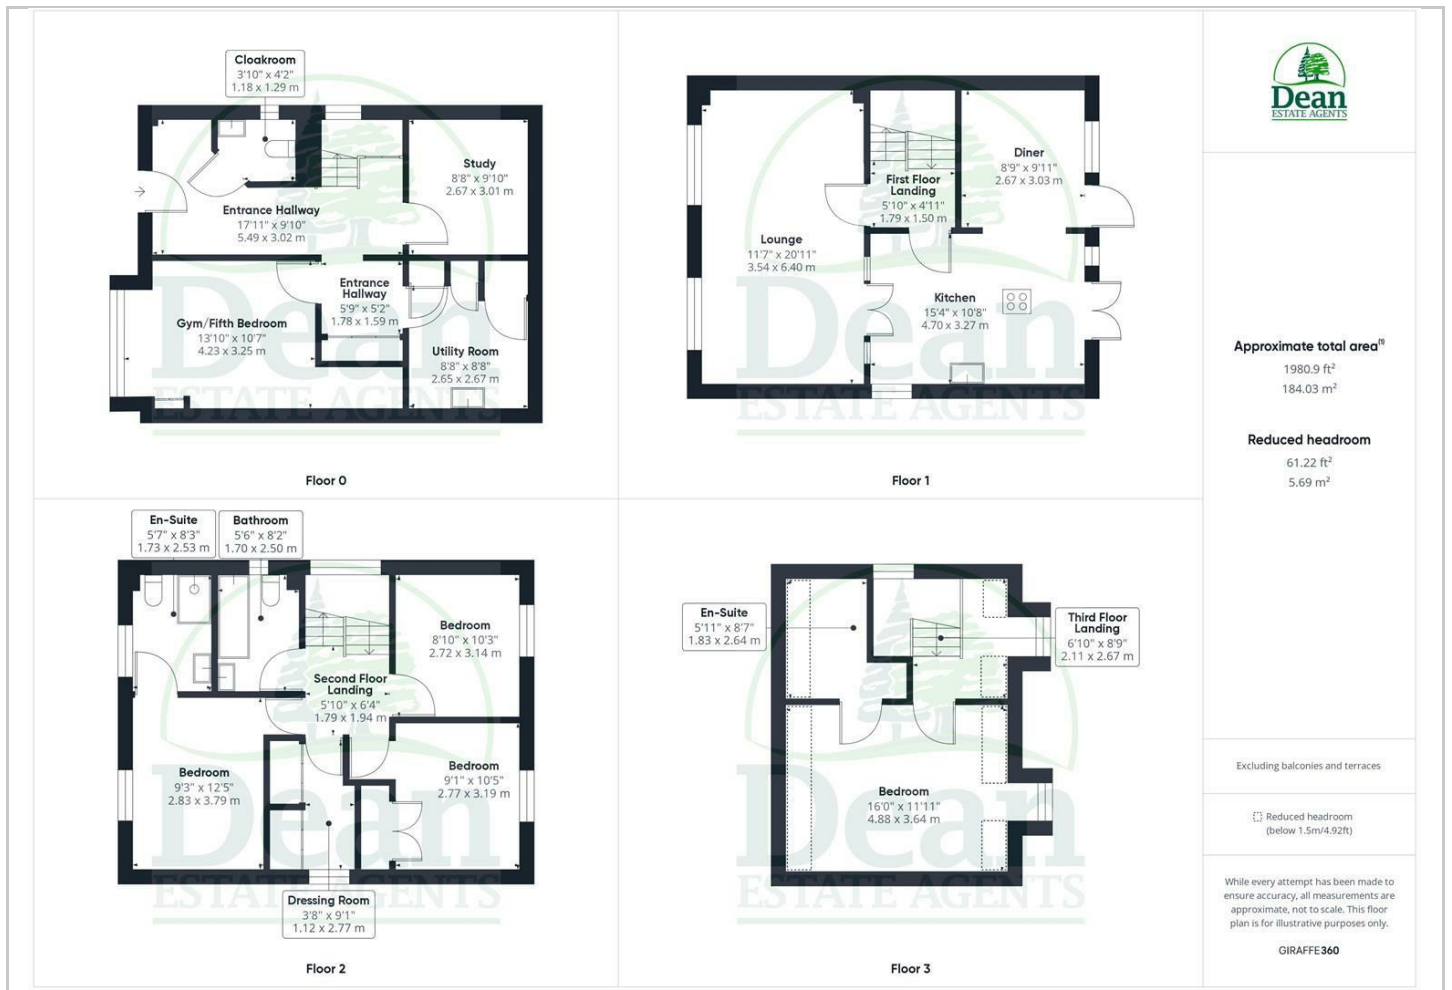 Cloakroom
3'10" x 4'2"
1.18 x 1.29 m
Study
8'8" x 9'10"
2.67 x 3.01 m
Entrance Hallway
17'11" x 9'10"
5.49 x 3.02 m
Entrance
Hallway
5'9" x 5'2"
1.78 x 1.59 m
Gym/Fifth Bedroom
13'10" x 10'7"
4.23 x 3.25 m
Utility Room
8'8" x 8'8"
2.65 x 2.67 m
Dean
ESTATE AGENTS
Floor 0
Diner
8'9" x 9'11"
2.67 x 3.03 m
First Floor
Landing
5'10" x 4'11"
1.79 x 1.50 m
Lounge
11'7" x 20'11"
3.54 x 6.40 m
Kitchen
15'4" x 10'8"
4.70 x 3.27 m
Dean
ESTATE AGENTS
Floor 1
En-Suite
5'7" x 8'3"
1.73 x 2.53 m
Bathroom
5'6" x 8'2"
1.70 x 2.50 m
Bedroom
8'10" x 10'3"
2.72 x 3.14 m
Second Floor
Landing
5'10" x 6'4"
1.79 x 1.94 m
Bedroom
9'3" x 12'5"
2.83 x 3.79 m
Bedroom
9'1" x 10'5"
2.77 x 3.19 m
Dean
ESTATE AGENTS
Dressing Room
3'8" x 9'1"
1.12 x 2.77 m
Floor 2
En-Suite
5'11" x 8'7"
1.83 x 2.64 m
Third Floor
Landing
6'10" x 8'9"
2.11 x 2.67 m
Bedroom
16'0" x 11'11"
4.88 x 3.64 m
Dean
ESTATE AGENTS
Floor 3
Dean
ESTATE AGENTS
Approximate total area(1)
1980.9 ft²
184.03 m²
Reduced headroom
61.22 ft²
5.69 m²
Excluding balconies and terraces
Reduced headroom
(below 1.5m/4.92ft)
While every attempt has been made to
ensure accuracy, all measurements are
approximate, not to scale. This floor
plan is for illustrative purposes only.
GIRAFFE360